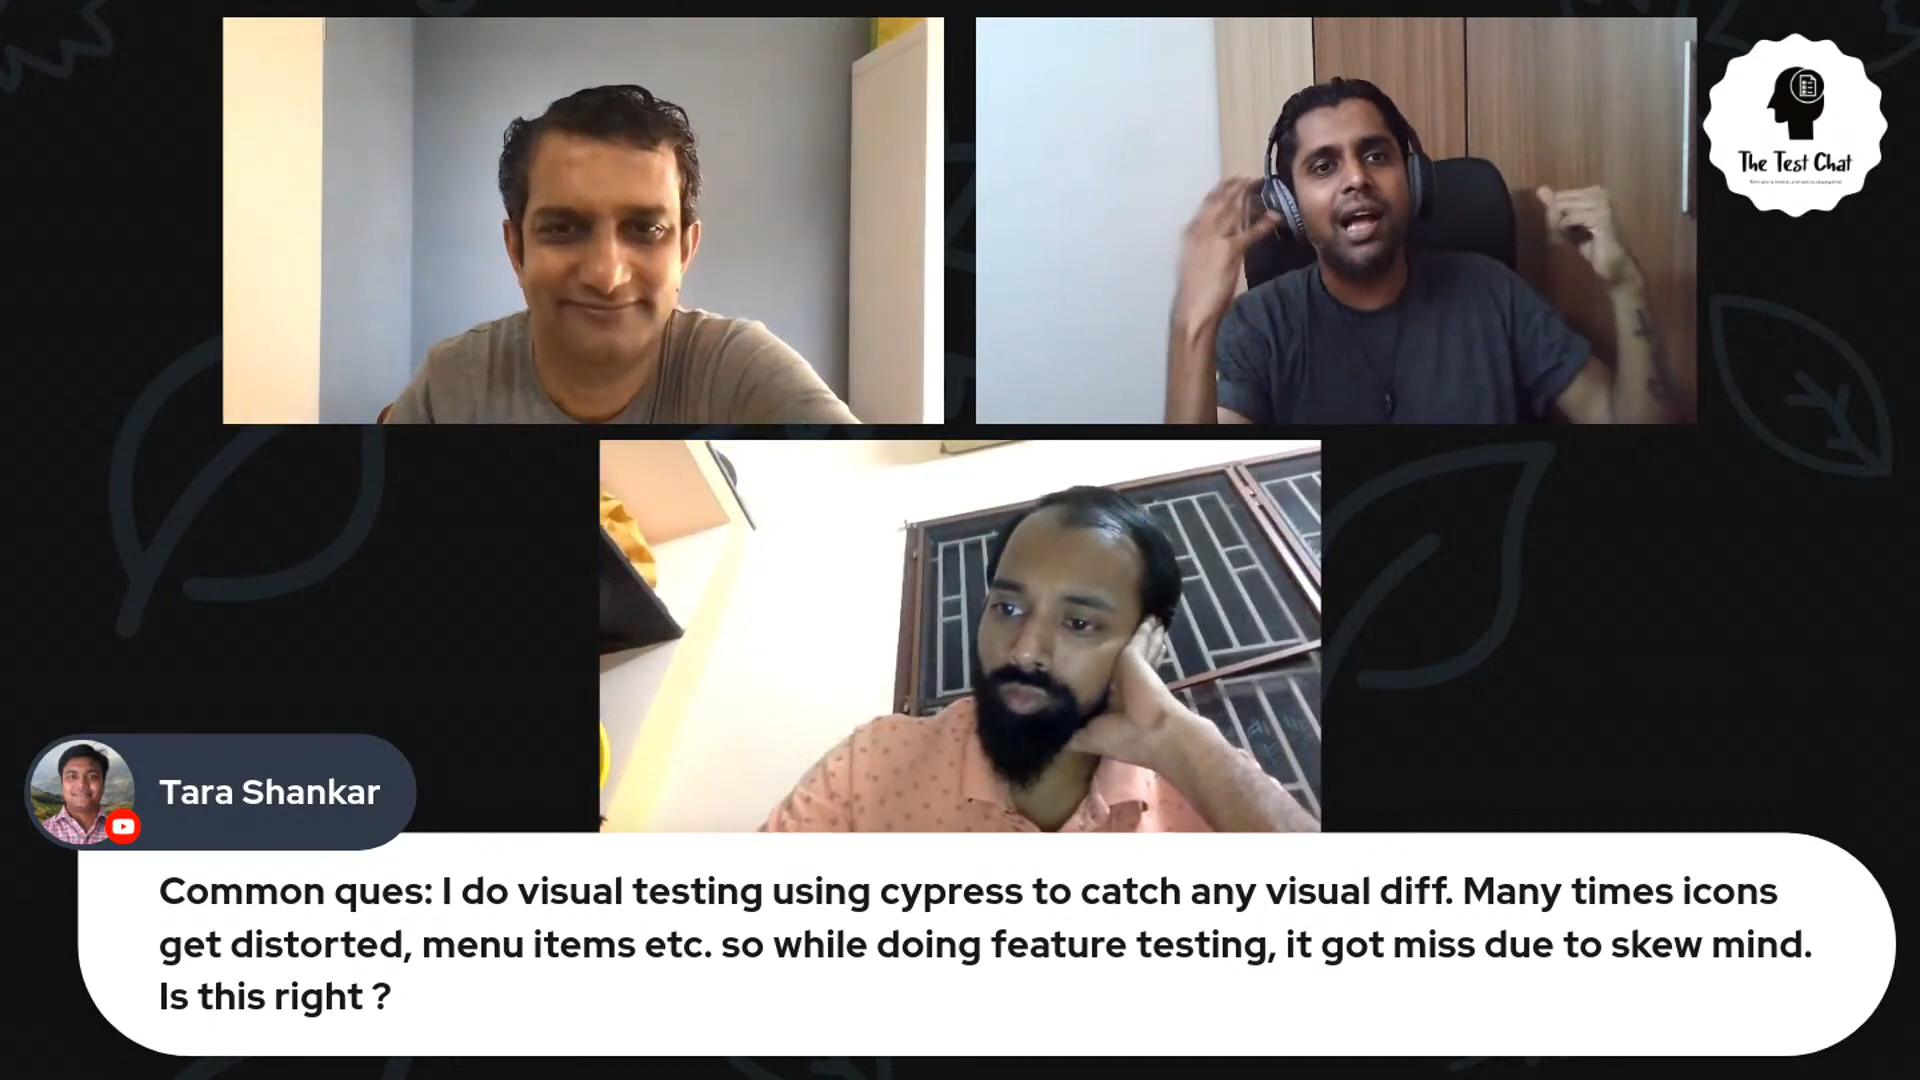 The Test Chat
Tara Shankar
Common ques: I do visual testing using cypress to catch any visual diff. Many times icons
get distorted, menu items etc. so while doing feature testing, it got miss due to skew mind.
Is this right ?